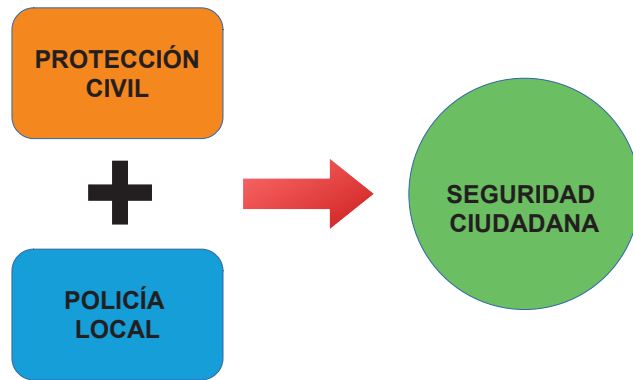 PROTECCIÓN
CIVIL
POLICÍA
LOCAL
SEGURIDAD
CIUDADANA